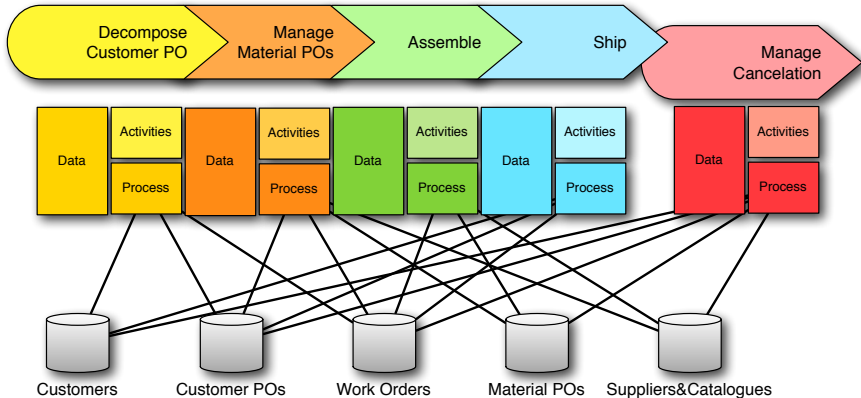 Decompose
Customer PO
Manage
Material POs
Assemble
Ship
Manage
Cancelation
Data
Activities
Process
Data
Activities
Process
Data
Activities
Process
Data
Activities
Process
Data
Activities
Process
Customers
Customer POs
Work Orders
Material POs
Suppliers&Catalogues